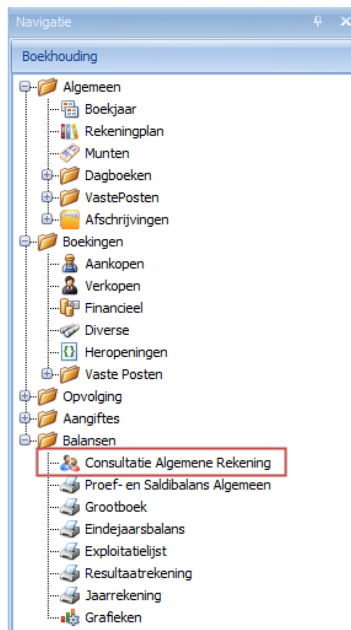 Navigatie
Boekhouding
Algemeen
Boekjaar
Rekeningplan
Munten
Dagboeken
VastePosten
Afschrijvingen
Boekingen
Aankopen
Verkopen
Financieel
Diverse
Heropeningen
Vaste Posten
Opvolging
Aangiftes
Balansen
Consultatie Algemene Rekening
Proef- en Saldibalans Algemeen
Grootboek
Eindejaarsbalans
Exploitatielijst
Resultaatrekening
Jaarrekening
Grafieken